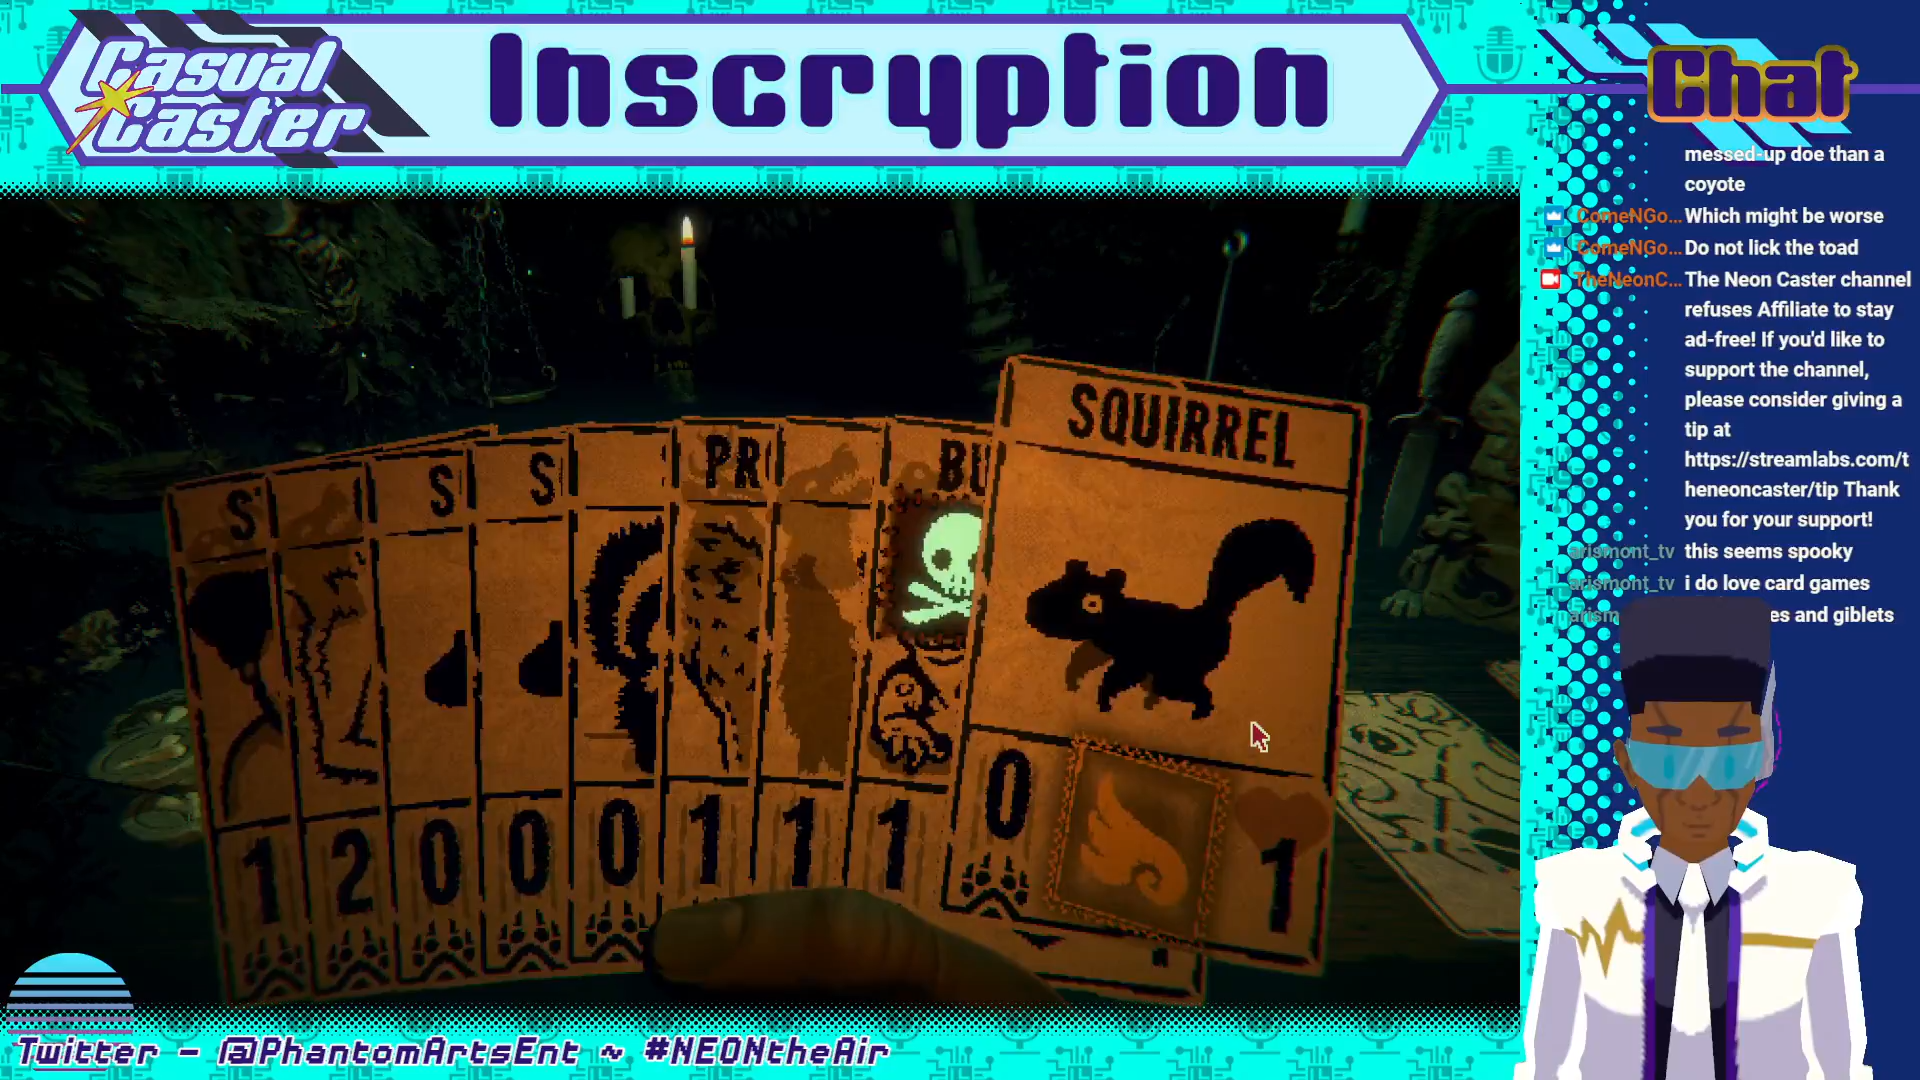 Casual
Caster
Inscryption
Chat
messed-up doe than a
coyote
ComeNGo... Which might be worse
ComeNGo... Do not lick the toad
TheNeonC... The Neon Caster channel
refuses Affiliate to stay
ad-free! If you'd like to
support the channel,
please consider giving a
tip at
https://streamlabs.com/t
heneoncaster/tip Thank
you for your support!
arismont_tv this seems spooky
arismont_tv i do love card games
and giblets
SQUIRREL
S
S
S
PR
1
2
0
0
0
1
1
1
0
1
Twitter - @PhantomArtsEnt ~ #NEONtheAir